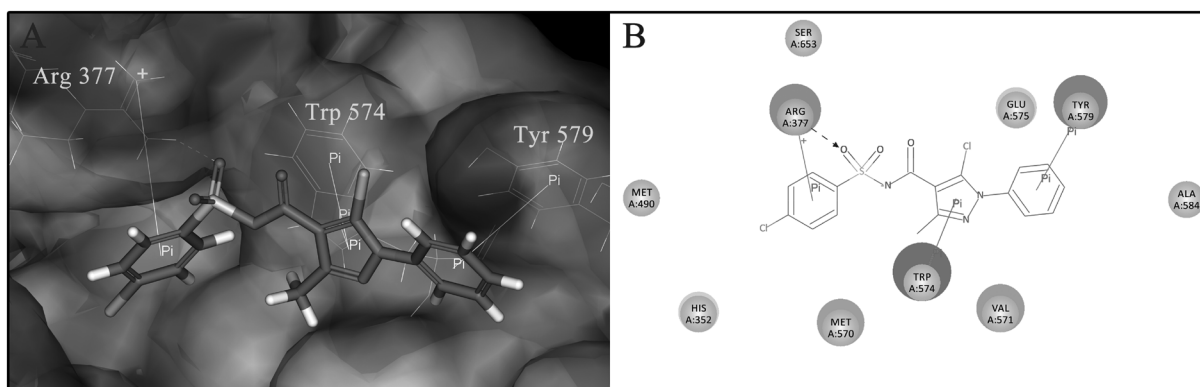 A
Arg 377
+
Trp 574
Tyr 579
Pi
Pi
Pi
Pi
Pi
B
SER
A:653
ARG
A:377
GLU
A:575
TYR
A:579
Pi
+
O
O
O
Cl
S
N
N
N
Pi
Pi
Pi
Cl
MET
A:490
ALA
A:584
TRP
A:574
HIS
A:352
MET
A:570
VAL
A:571